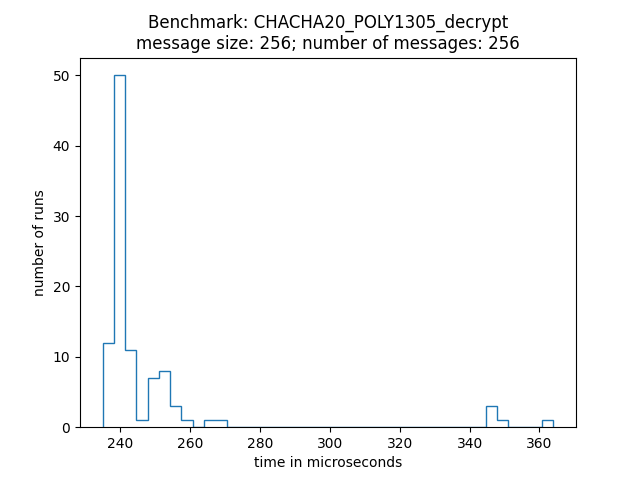 Benchmark: CHACHA20_POLY1305_decrypt
message size: 256; number of messages: 256
50
40
30
20
10
0
number of runs
240 260 280 300 320 340 360
time in microseconds